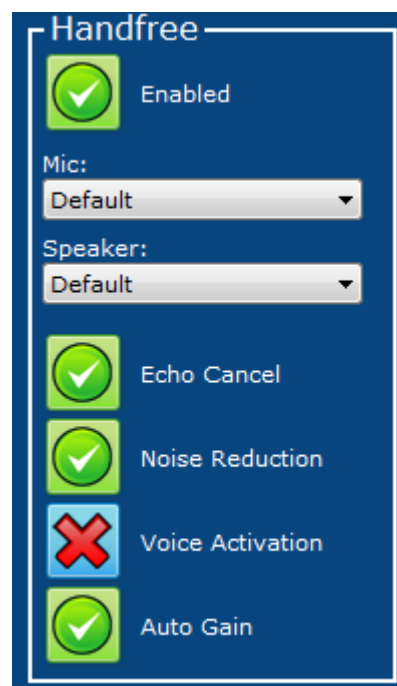 Handfree
Enabled
Mic:
Default
Speaker:
Default
Echo Cancel
Noise Reduction
Voice Activation
Auto Gain